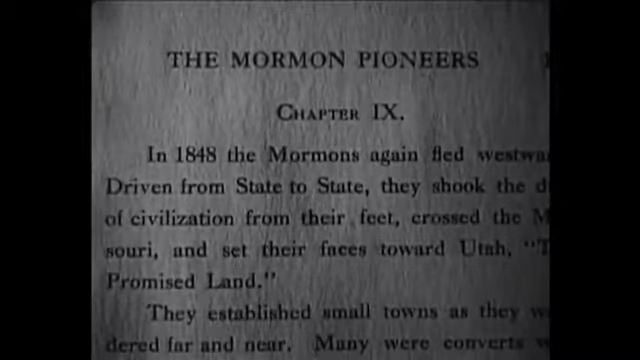 THE MORMON PIONEERS
CHAPTER IX.
In 1848 the Mormons again fled westwa
Driven from State to State, they shook the d
of civilization from their feet, crossed the M
souri, and set their faces toward Utah, "T
Promised Land."
They established small towns as they w
dered far and near. Many were converts w